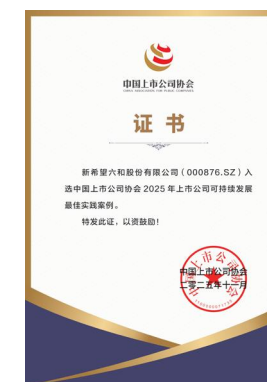 中国上市公司协会
CHINA ASSOCIATION FOR PUBLIC COMPANIES
证 书
新希望六和股份有限公司（000876.SZ）入
选中国上市公司协会 2025 年上市公司可持续发展
最佳实践案例。
特发此证，以资鼓励！
中国上市公司协会
二零二五年十一月